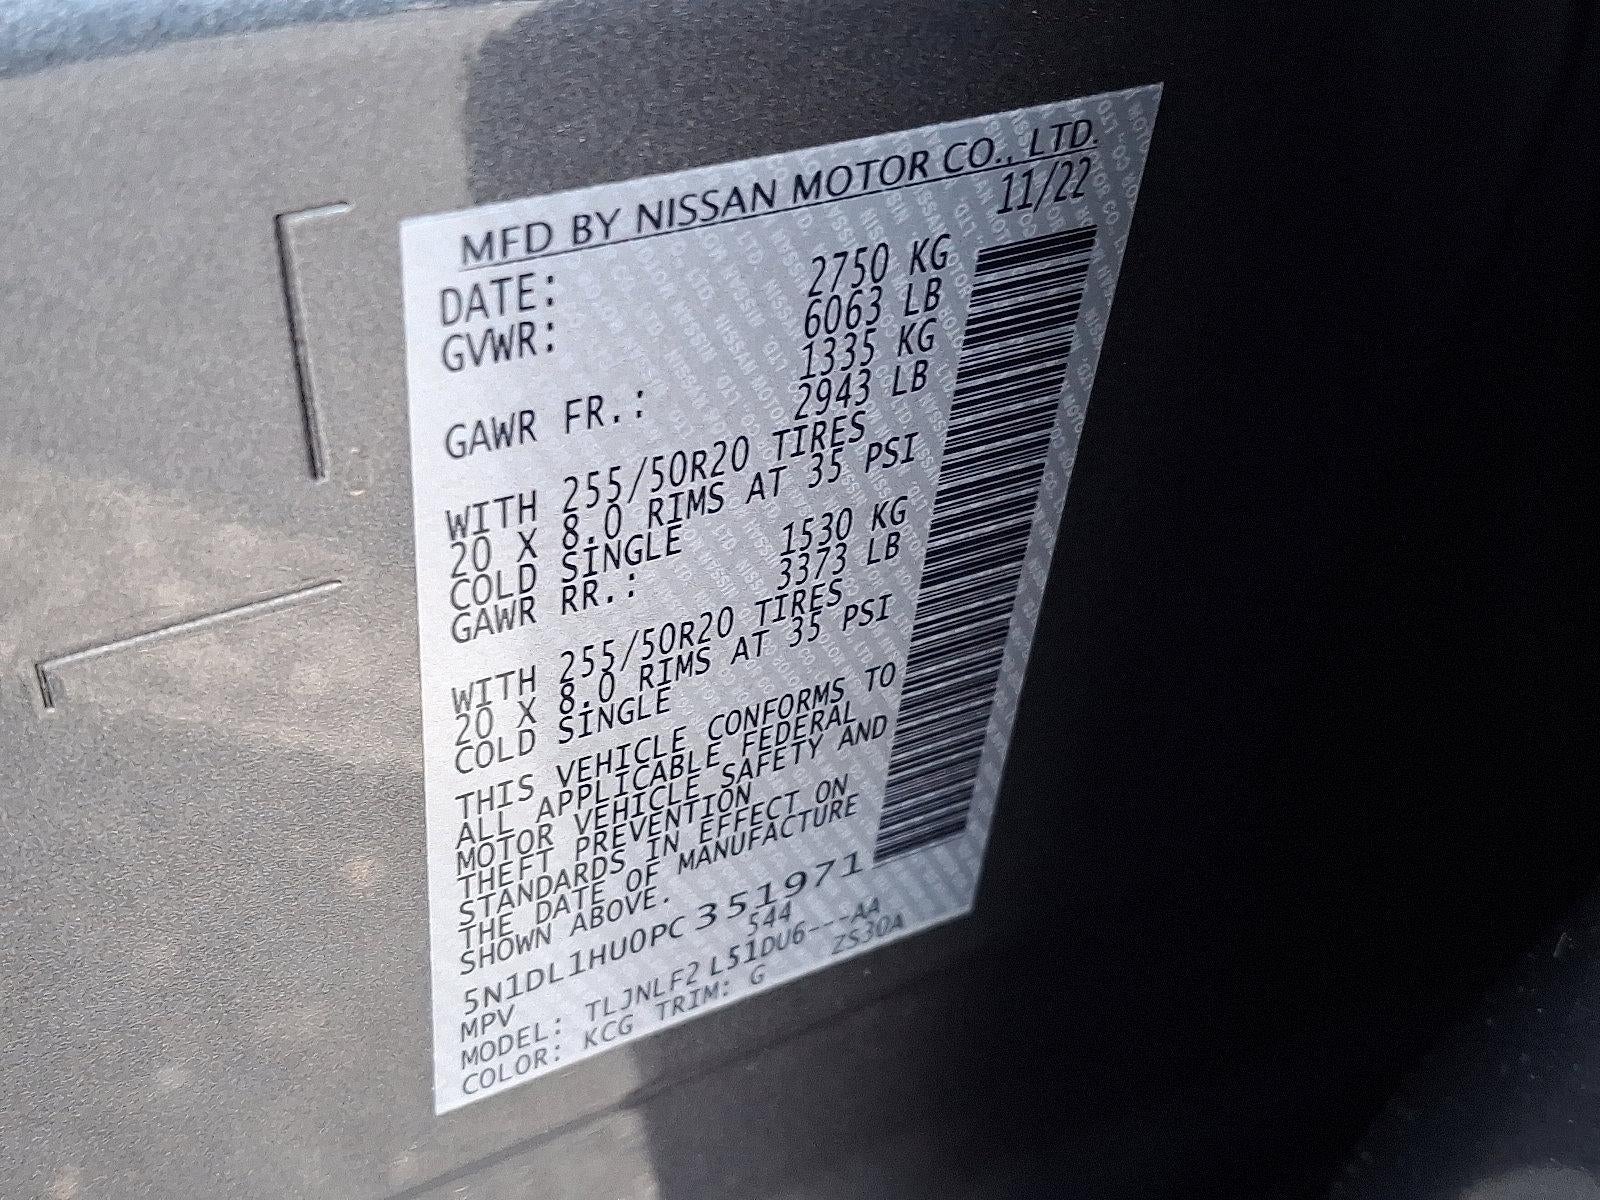 MFD BY NISSAN MOTOR CO., LTD.
DATE: 11/22
GVWR: 2750 KG
6063 LB
GAWR FR.: 1335 KG
2943 LB
WITH 255/50R20 TIRES
20 X 8.0 RIMS AT 35 PSI
COLD SINGLE
GAWR RR.: 1530 KG
3373 LB
WITH 255/50R20 TIRES
20 X 8.0 RIMS AT 35 PSI
COLD SINGLE
THIS VEHICLE CONFORMS TO
ALL APPLICABLE FEDERAL
MOTOR VEHICLE SAFETY AND
THEFT PREVENTION
STANDARDS IN EFFECT ON
THE DATE OF MANUFACTURE
SHOWN ABOVE.
5N1DL1HU0PC351971
MPV 544
MODEL: TLJNLF2 L51DU6---AA
COLOR: KCG TRIM: G ZS30A